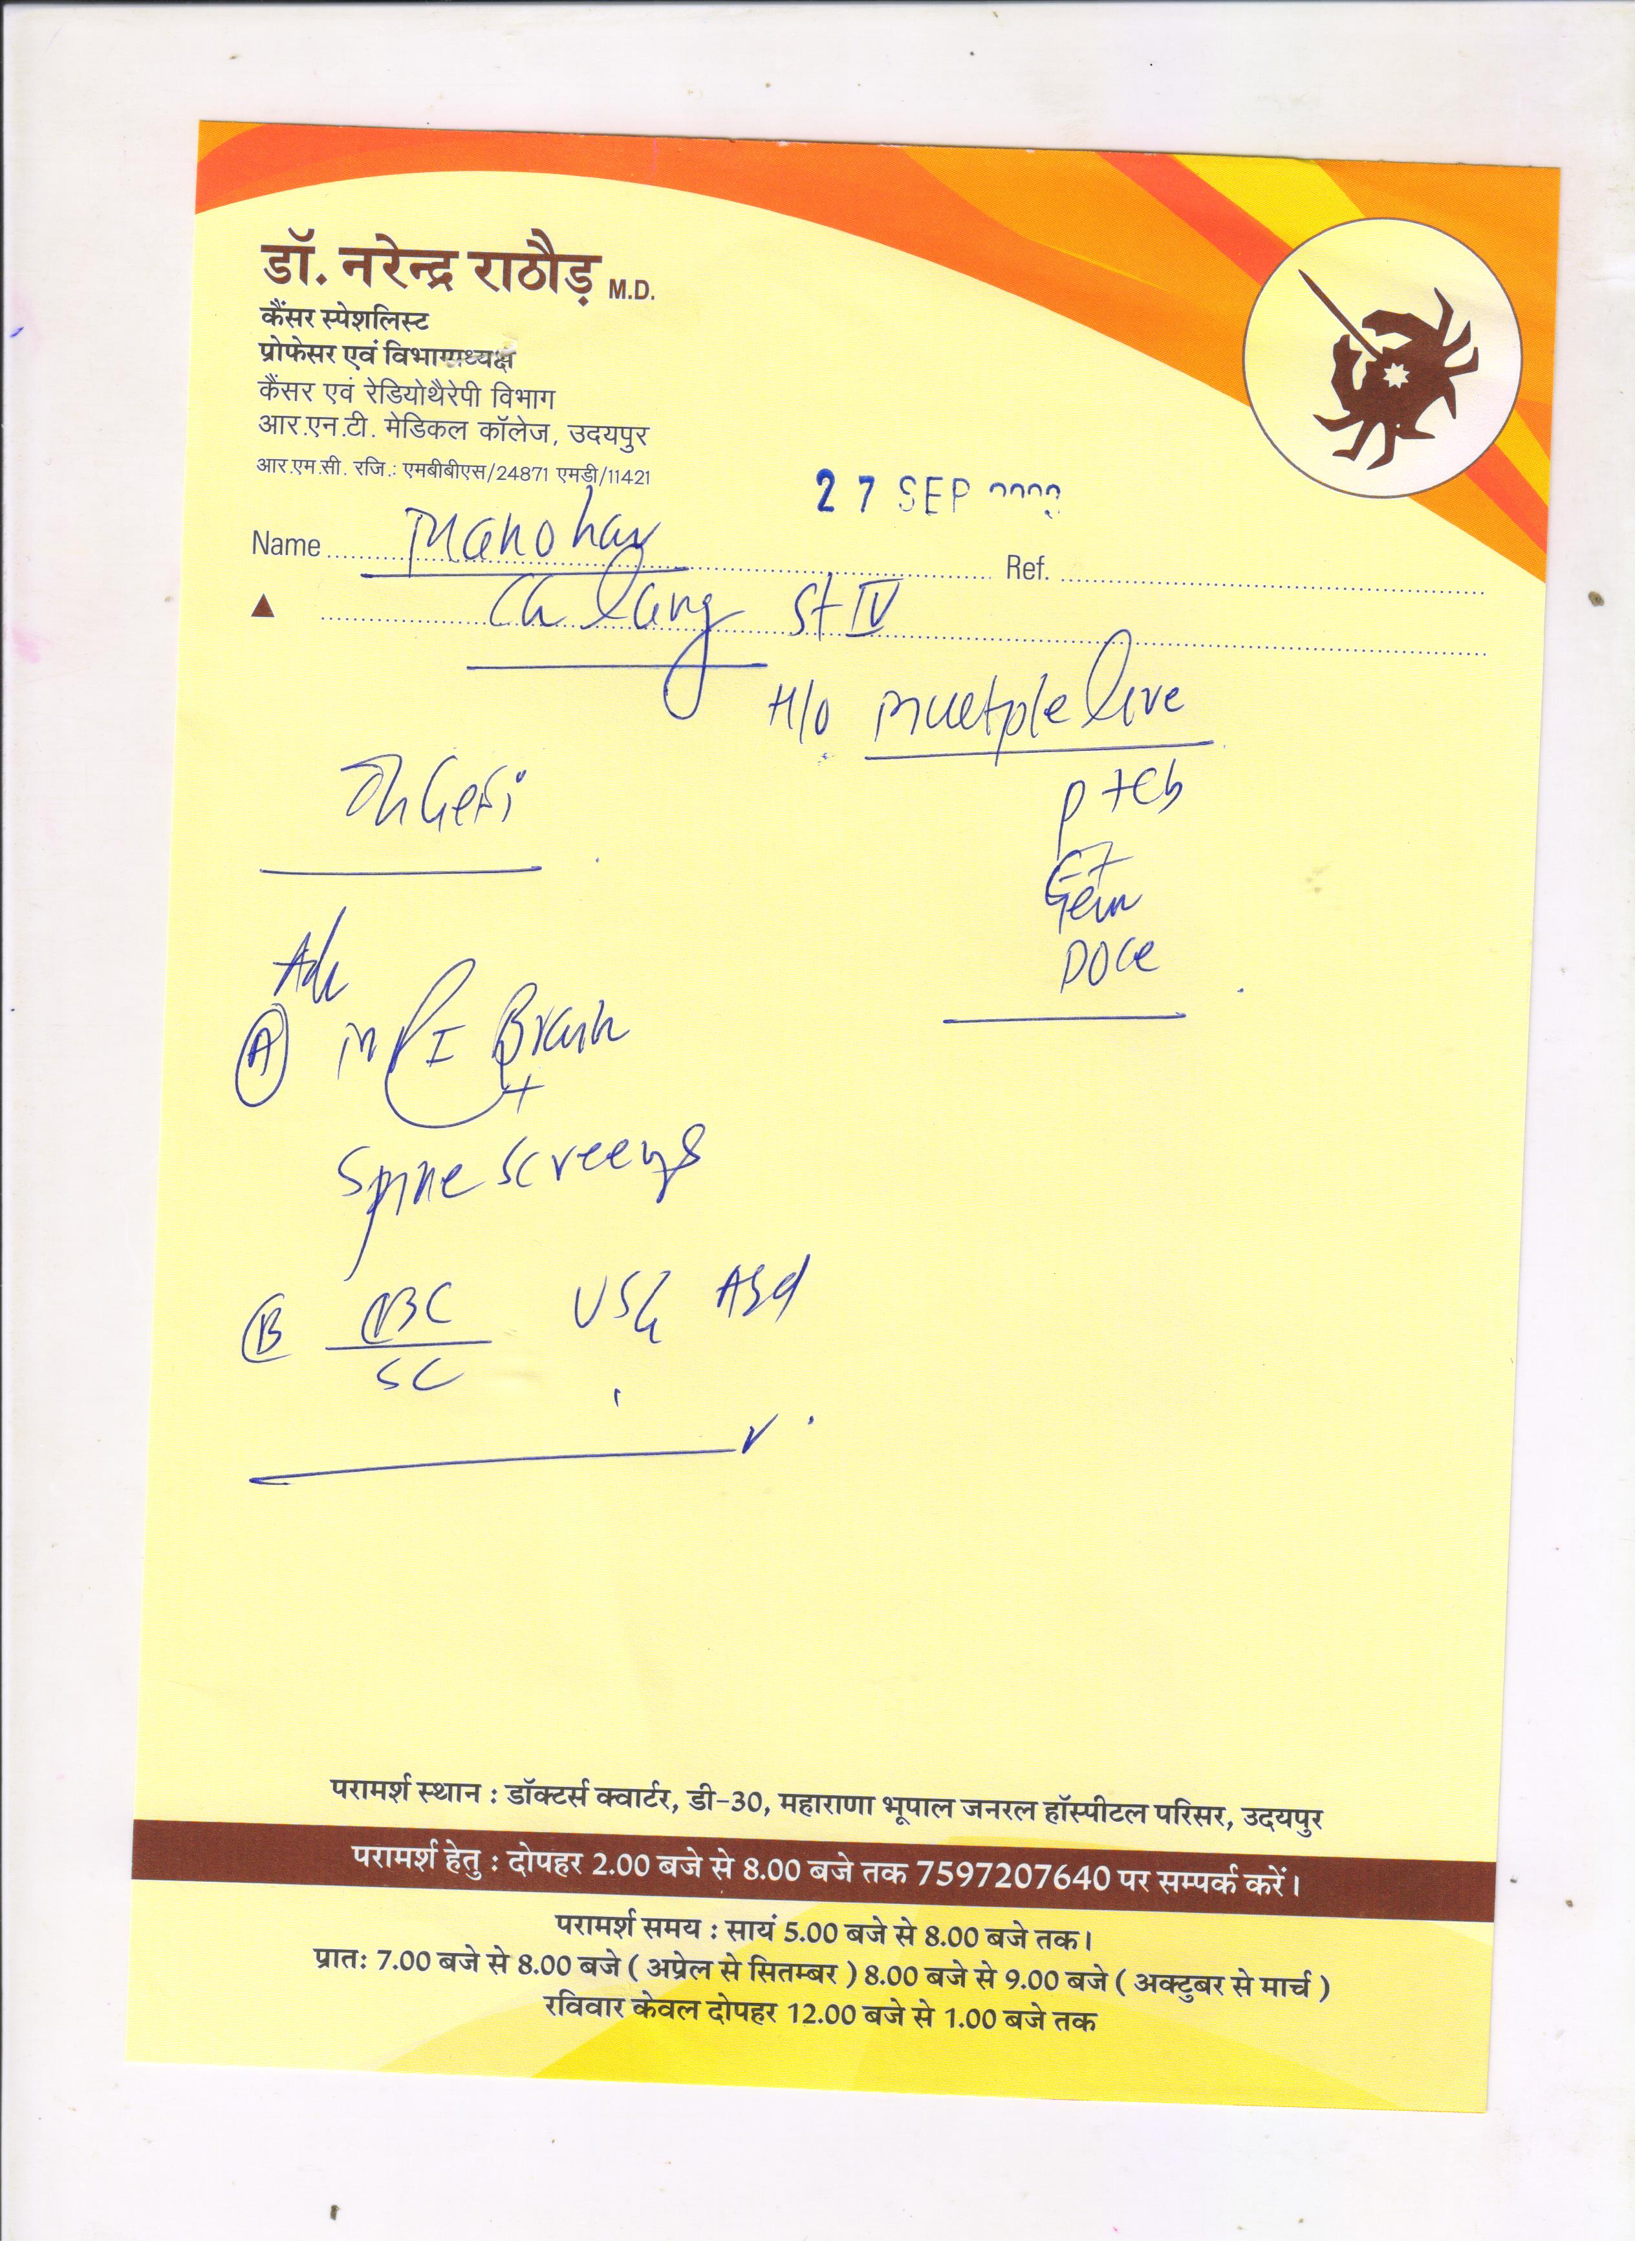 डॉ. नरेन्द्र राठौड़ M.D.
कैंसर स्पेशलिस्ट
प्रोफेसर एवं विभागाध्यक्ष
कैंसर एवं रेडियोथैरेपी विभाग
आर.एन.टी. मेडिकल कॉलेज, उदयपुर
आर.एम.सी. रजि.: एमबीबीएस/24871 एमडी/11421
27 SEP
Name Manohar Ref.
Ca lung St IV
H/o multiple line
P + Cb
Gefi
Gem
Doce
Adv
A MRI Brain
+
Spine screening
B CBC USG Abd
SC
परामर्श स्थान : डॉक्टर्स क्वार्टर, डी-30, महाराणा भूपाल जनरल हॉस्पीटल परिसर, उदयपुर
परामर्श हेतु : दोपहर 2.00 बजे से 8.00 बजे तक 7597207640 पर सम्पर्क करें।
परामर्श समय : सायं 5.00 बजे से 8.00 बजे तक।
प्रातः 7.00 बजे से 8.00 बजे ( अप्रेल से सितम्बर ) 8.00 बजे से 9.00 बजे ( अक्टुबर से मार्च )
रविवार केवल दोपहर 12.00 बजे से 1.00 बजे तक